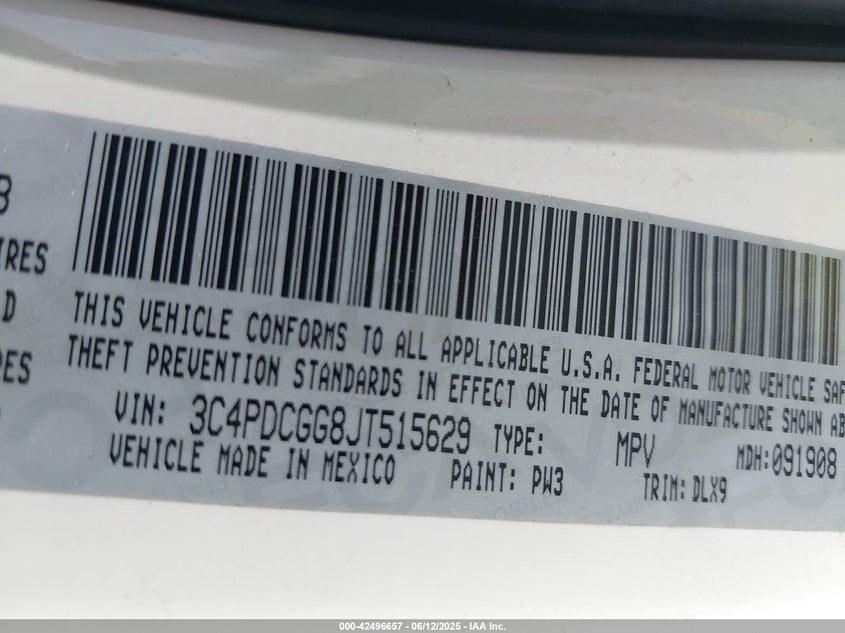 8
IRES
D
DES
THIS VEHICLE CONFORMS TO ALL APPLICABLE U.S.A. FEDERAL MOTOR VEHICLE SAF
THEFT PREVENTION STANDARDS IN EFFECT ON THE DATE OF MANUFACTURE SHOWN AB
VIN: 3C4PDCGG8JT515629 TYPE: MPV MDH:091908
VEHICLE MADE IN MEXICO PAINT: PW3 TRIM: DLX9
000-42496657 - 06/12/2025 - IAA Inc.